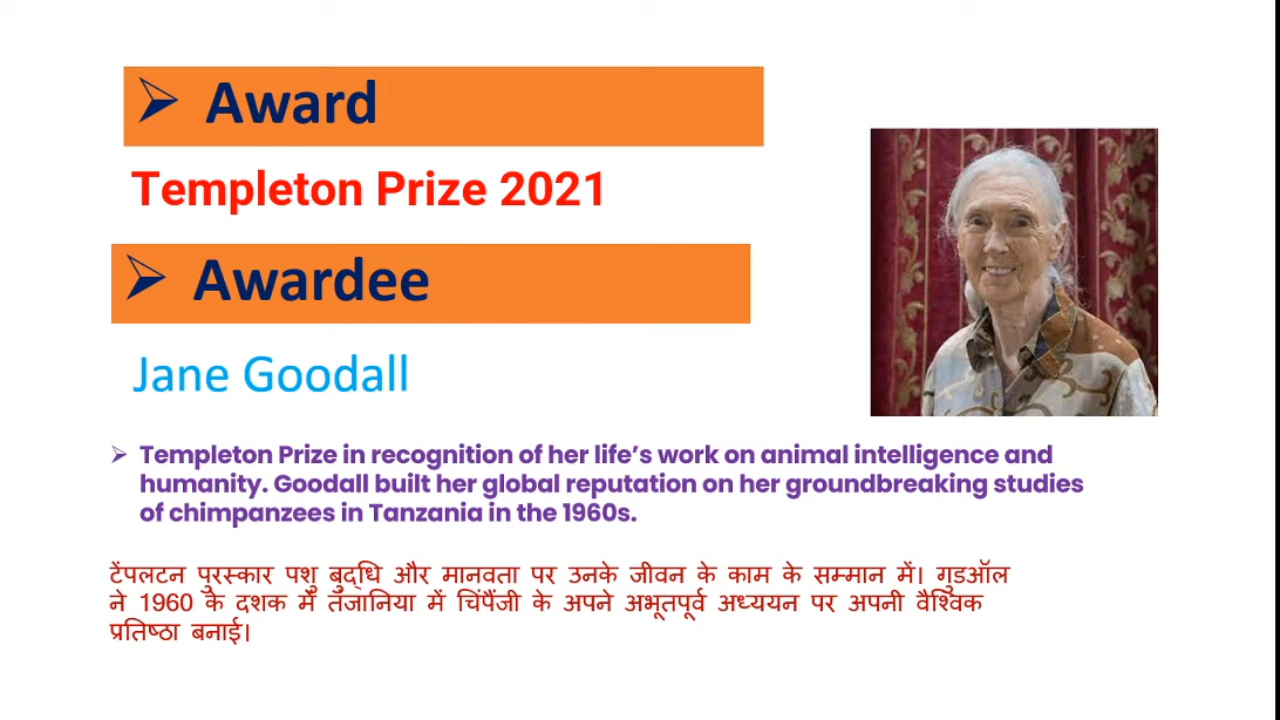 Award
Templeton Prize 2021
Awardee
Jane Goodall
Templeton Prize in recognition of her life’s work on animal intelligence and
humanity. Goodall built her global reputation on her groundbreaking studies
of chimpanzees in Tanzania in the 1960s.
टेंपलटन पुरस्कार पशु बुद्धि और मानवता पर उनके जीवन के काम के सम्मान में। गुडऑल
ने 1960 के दशक में तंजानिया में चिंपैंजी के अपने अभूतपूर्व अध्ययन पर अपनी वैश्विक
प्रतिष्ठा बनाई।